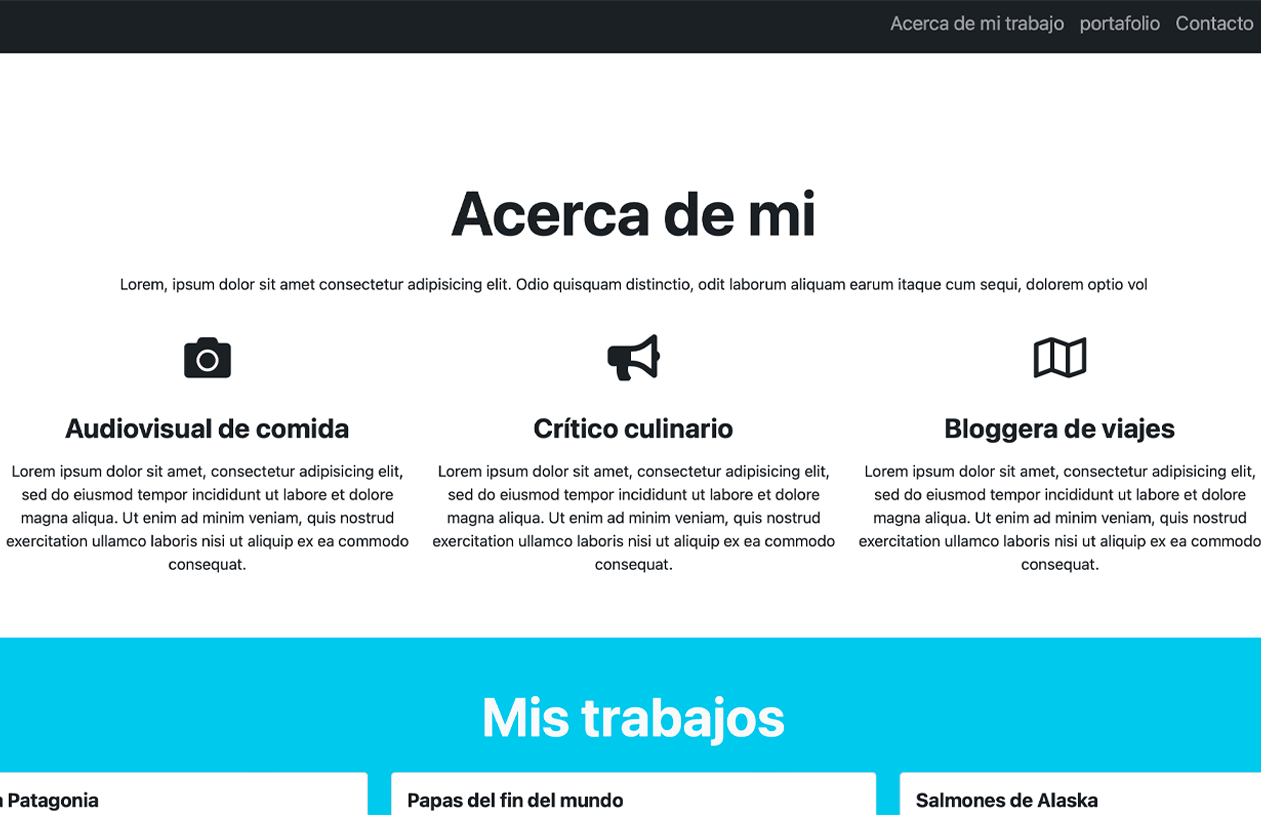 Acerca de mi trabajo portafolio Contacto
Acerca de mi
Lorem, ipsum dolor sit amet consectetur adipisicing elit. Odio quisquam distinctio, odit laborum aliquam earum itaque cum sequi, dolorem optio vol
Audiovisual de comida
Lorem ipsum dolor sit amet, consectetur adipisicing elit,
sed do eiusmod tempor incididunt ut labore et dolore
magna aliqua. Ut enim ad minim veniam, quis nostrud
exercitation ullamco laboris nisi ut aliquip ex ea commodo
consequat.
Crítico culinario
Lorem ipsum dolor sit amet, consectetur adipisicing elit,
sed do eiusmod tempor incididunt ut labore et dolore
magna aliqua. Ut enim ad minim veniam, quis nostrud
exercitation ullamco laboris nisi ut aliquip ex ea commodo
consequat.
Bloggera de viajes
Lorem ipsum dolor sit amet, consectetur adipisicing elit,
sed do eiusmod tempor incididunt ut labore et dolore
magna aliqua. Ut enim ad minim veniam, quis nostrud
exercitation ullamco laboris nisi ut aliquip ex ea commodo
consequat.
Mis trabajos
Patagonia
Papas del fin del mundo
Salmones de Alaska